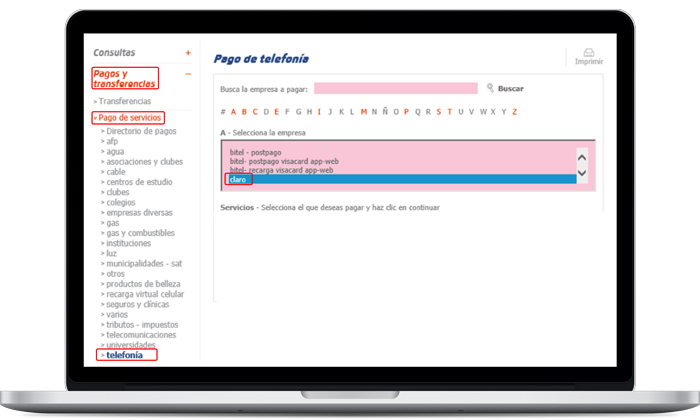 Consultas +
Pagos y
transferencias −
> Transferencias
> Pago de servicios
> Directorio de pagos
> afp
> agua
> asociaciones y clubes
> cable
> centros de estudio
> clubes
> colegios
> empresas diversas
> gas
> gas y combustibles
> instituciones
> luz
> municipalidades - sat
> otros
> productos de belleza
> recarga virtual celular
> seguros y clínicas
> varios
> tributos - impuestos
> telecomunicaciones
> universidades
> telefonía
Pago de telefonía
Imprimir
Busca la empresa a pagar:
Buscar
# A B C D E F G H I J K L M N Ñ O P Q R S T U V W X Y Z
A - Selecciona la empresa
bitel - postpago
bitel- postpago visacard app-web
bitel- recarga visacard app-web
claro
Servicios - Selecciona el que deseas pagar y haz clic en continuar